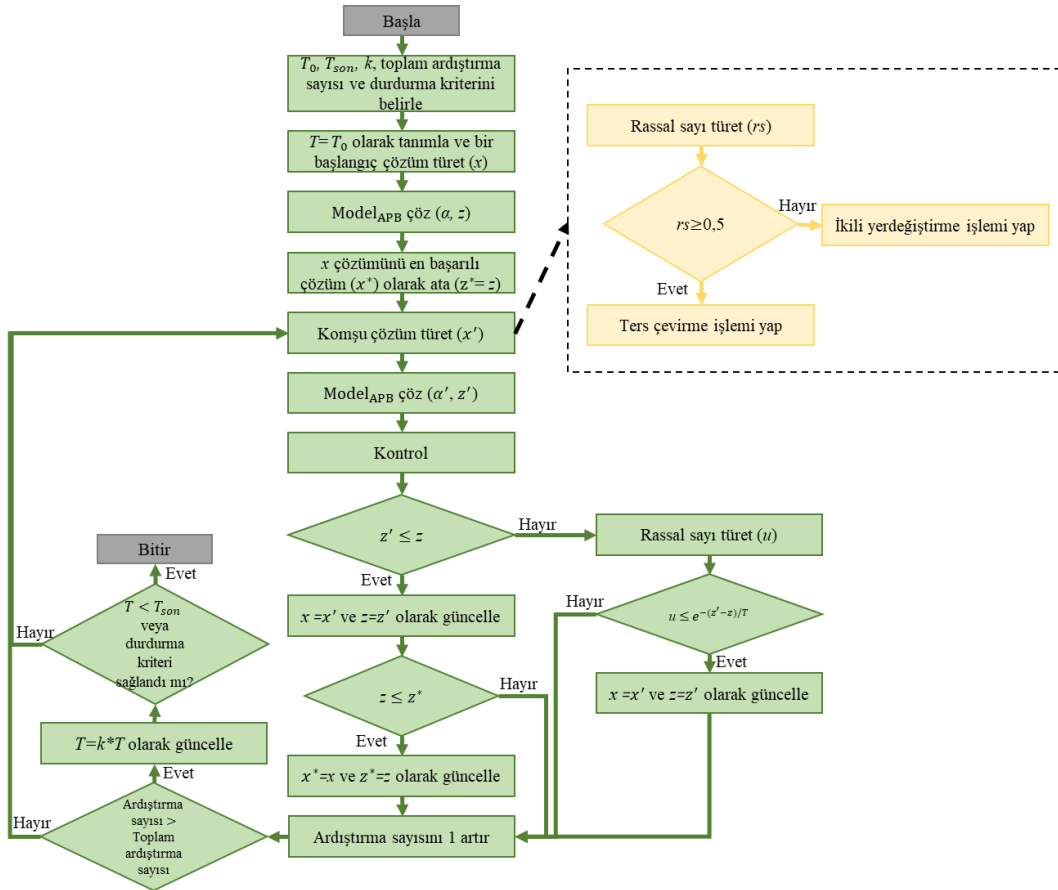 Başla
T₀, Tₛₒₙ, k, toplam ardıştırma
sayısı ve durdurma kriterini
belirle
T= T₀ olarak tanımla ve bir
başlangıç çözüm türet (x)
Model_APB çöz (α, z)
x çözümünü en başarılı
çözüm (x*) olarak ata (z*= z)
Komşu çözüm türet (x′)
Model_APB çöz (α′, z′)
Kontrol
z′ ≤ z
Hayır
Evet
x =x′ ve z=z′ olarak güncelle
z ≤ z*
Hayır
Evet
x*=x ve z*=z olarak güncelle
Ardıştırma sayısını 1 artır
Rassal sayı türet (u)
u ≤ e^−(z′−z)/T
Hayır
Evet
x =x′ ve z=z′ olarak güncelle
Ardıştırma
sayısı >
Toplam
ardıştırma
sayısı
Hayır
Evet
T=k*T olarak güncelle
T < Tₛₒₙ
veya
durdurma
kriteri
sağlandı mı?
Hayır
Evet
Bitir
Rassal sayı türet (rs)
rs≥0,5
Hayır
İkili yerdeğiştirme işlemi yap
Evet
Ters çevirme işlemi yap